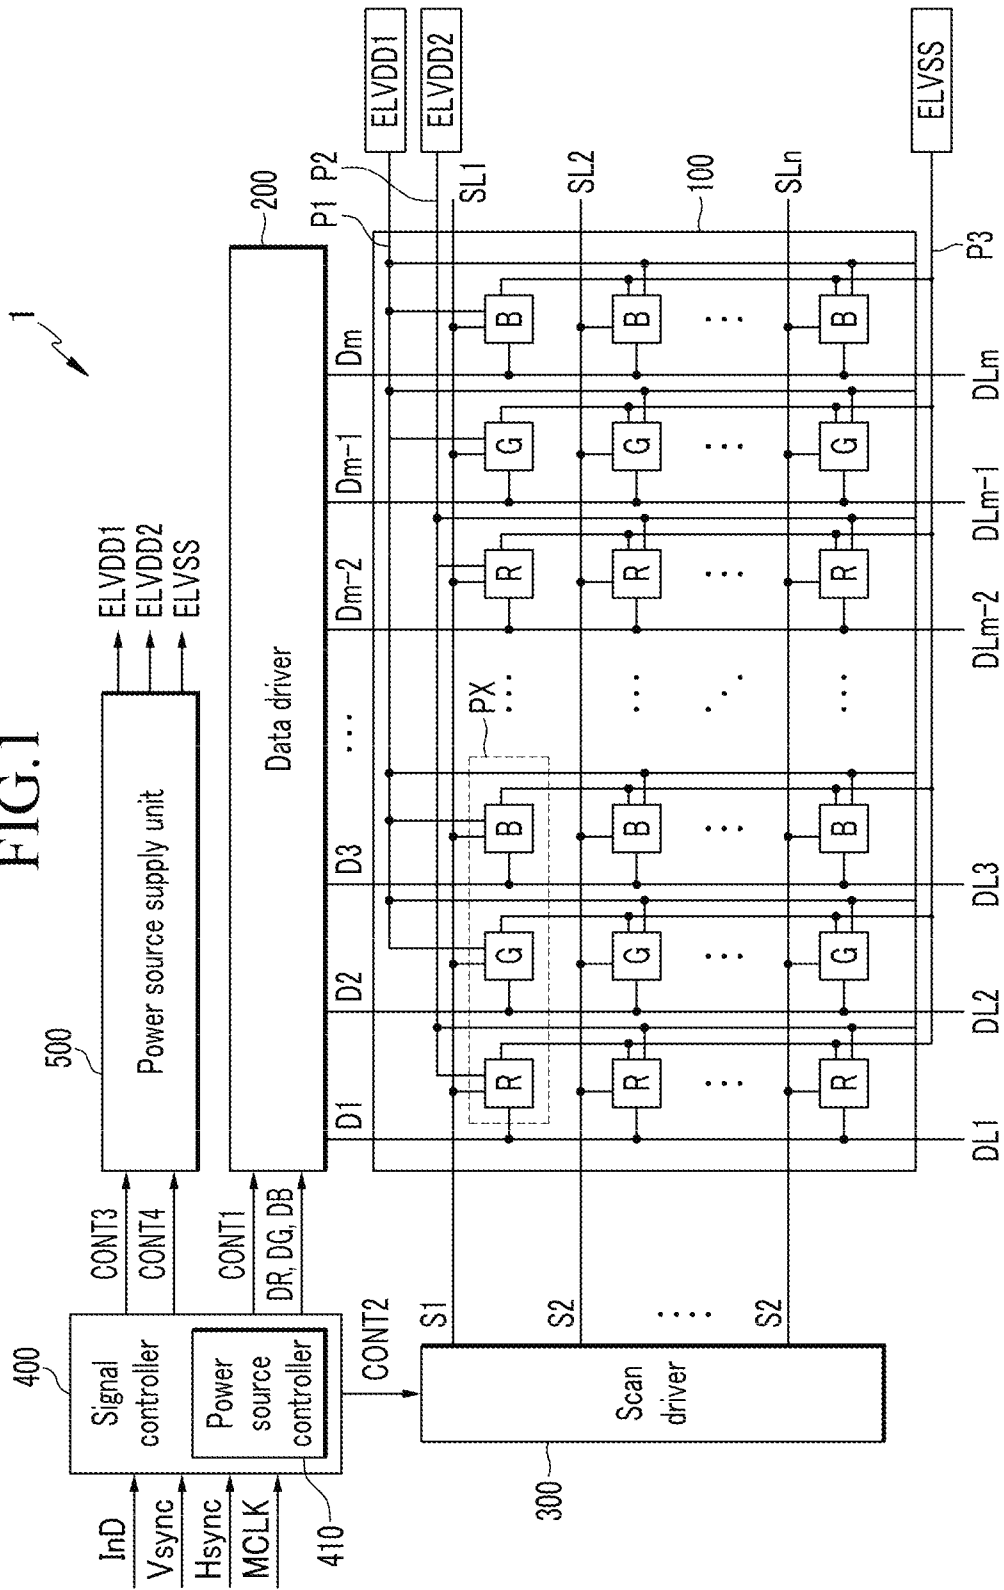 FIG.1
1
InD
Vsync
Hsync
MCLK
400
Signal
controller
Power
source
controller
410
CONT3
CONT4
CONT1
DR, DG, DB
CONT2
500
Power source supply unit
ELVDD1
ELVDD2
ELVSS
200
Data driver
D1
D2
D3
...
Dm-2
Dm-1
Dm
P1
P2
ELVDD1
ELVDD2
300
Scan
driver
S1
SL1
PX
R
G
B
...
R
G
B
S2
SL2
R
G
B
...
R
G
B
....
...
...
...
...
...
...
...
100
S2
SLn
R
G
B
...
R
G
B
ELVSS
P3
DL1
DL2
DL3
DLm-2
DLm-1
DLm